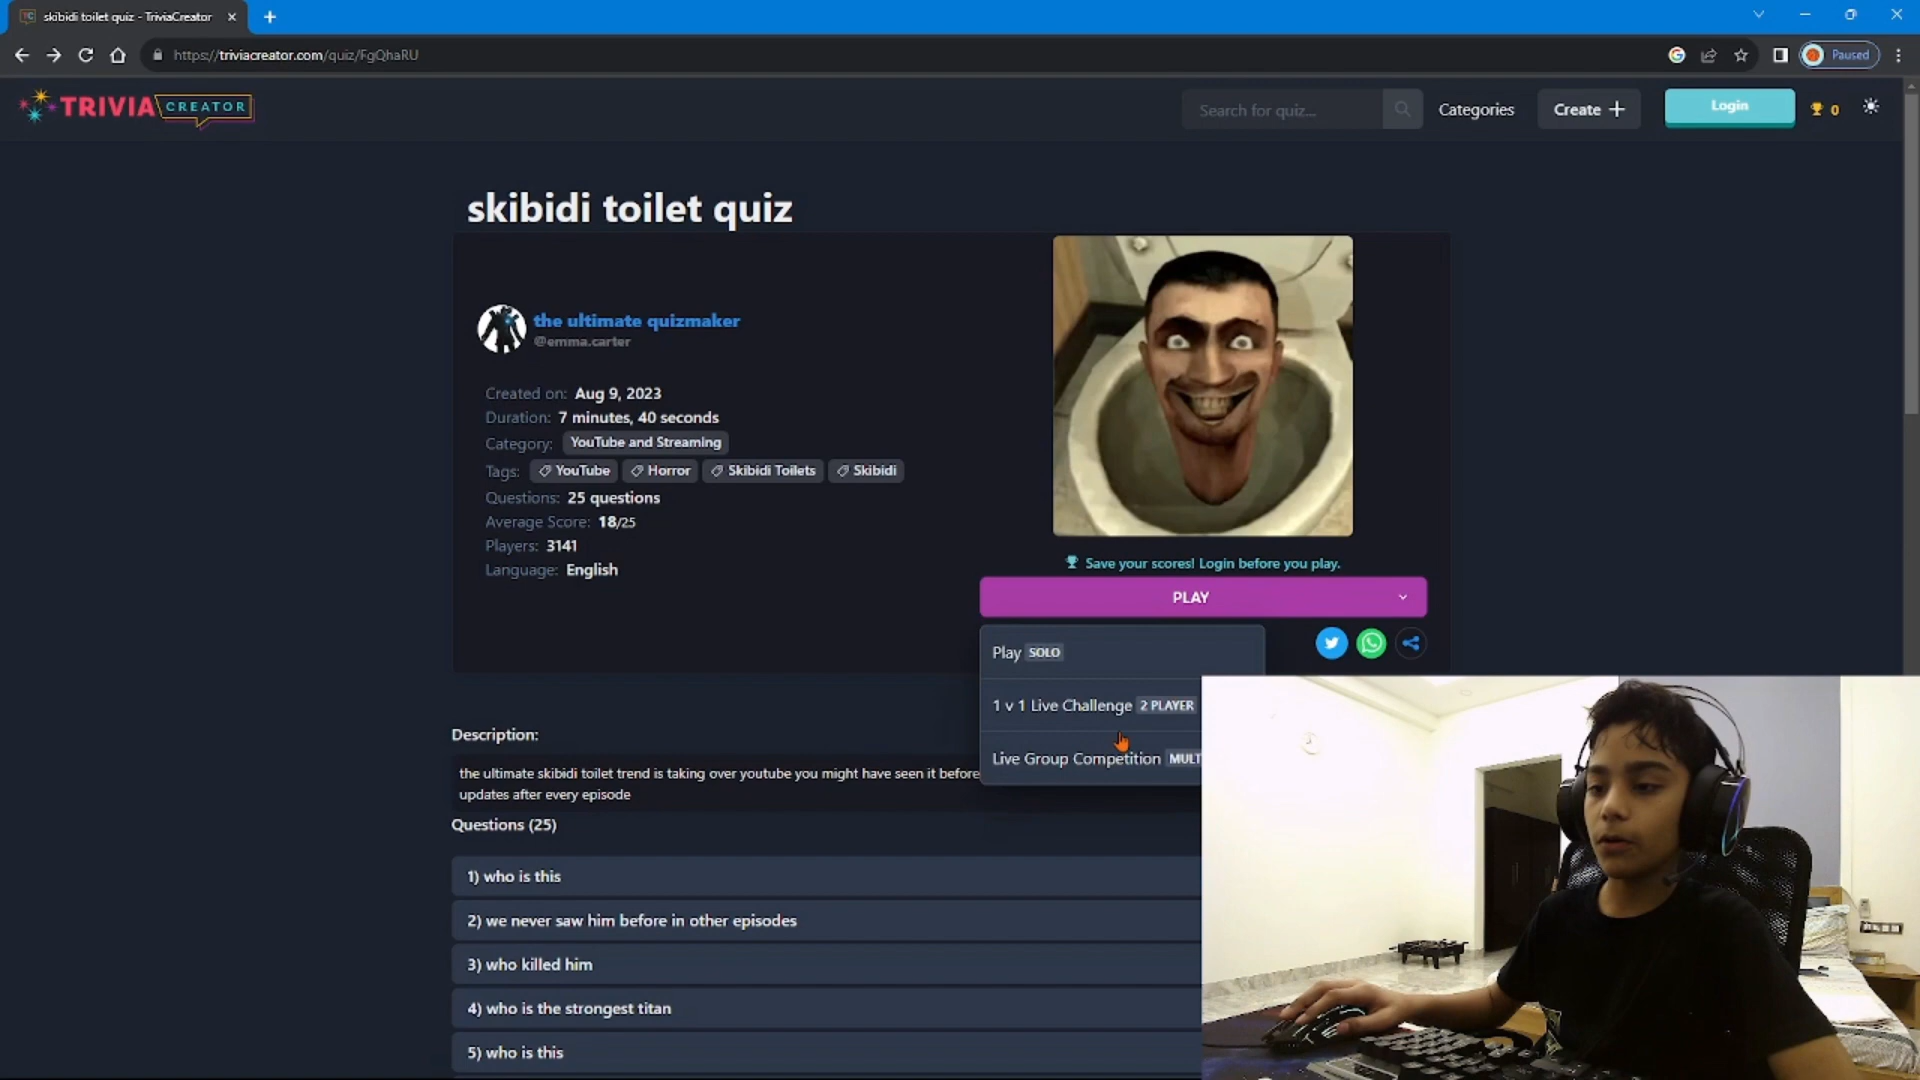 skibidi toilet quiz - TriviaCreator
https://triviacreator.com/quiz/FgQhaRU
Paused
TRIVIA CREATOR
Search for quiz...
Categories
Create +
Login
0
skibidi toilet quiz
the ultimate quizmaker
@emma.carter
Created on: Aug 9, 2023
Duration: 7 minutes, 40 seconds
Category: YouTube and Streaming
Tags: YouTube Horror Skibidi Toilets Skibidi
Questions: 25 questions
Average Score: 18/25
Players: 3141
Language: English
Save your scores! Login before you play.
PLAY
Play SOLO
1 v 1 Live Challenge 2 PLAYER
Live Group Competition MULT
Description:
the ultimate skibidi toilet trend is taking over youtube you might have seen it before
updates after every episode
Questions (25)
1) who is this
2) we never saw him before in other episodes
3) who killed him
4) who is the strongest titan
5) who is this